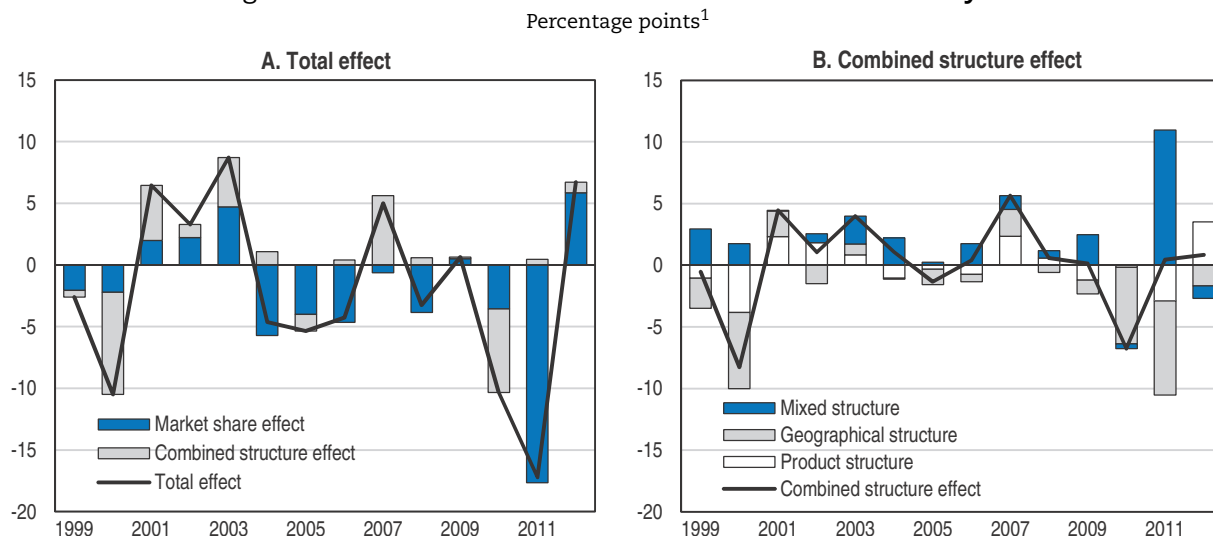 Percentage points¹
A. Total effect
15
10
5
0
-5
-10
-15
-20
Market share effect
Combined structure effect
Total effect
1999 2001 2003 2005 2007 2009 2011
B. Combined structure effect
15
10
5
0
-5
-10
-15
-20
Mixed structure
Geographical structure
Product structure
Combined structure effect
1999 2001 2003 2005 2007 2009 2011